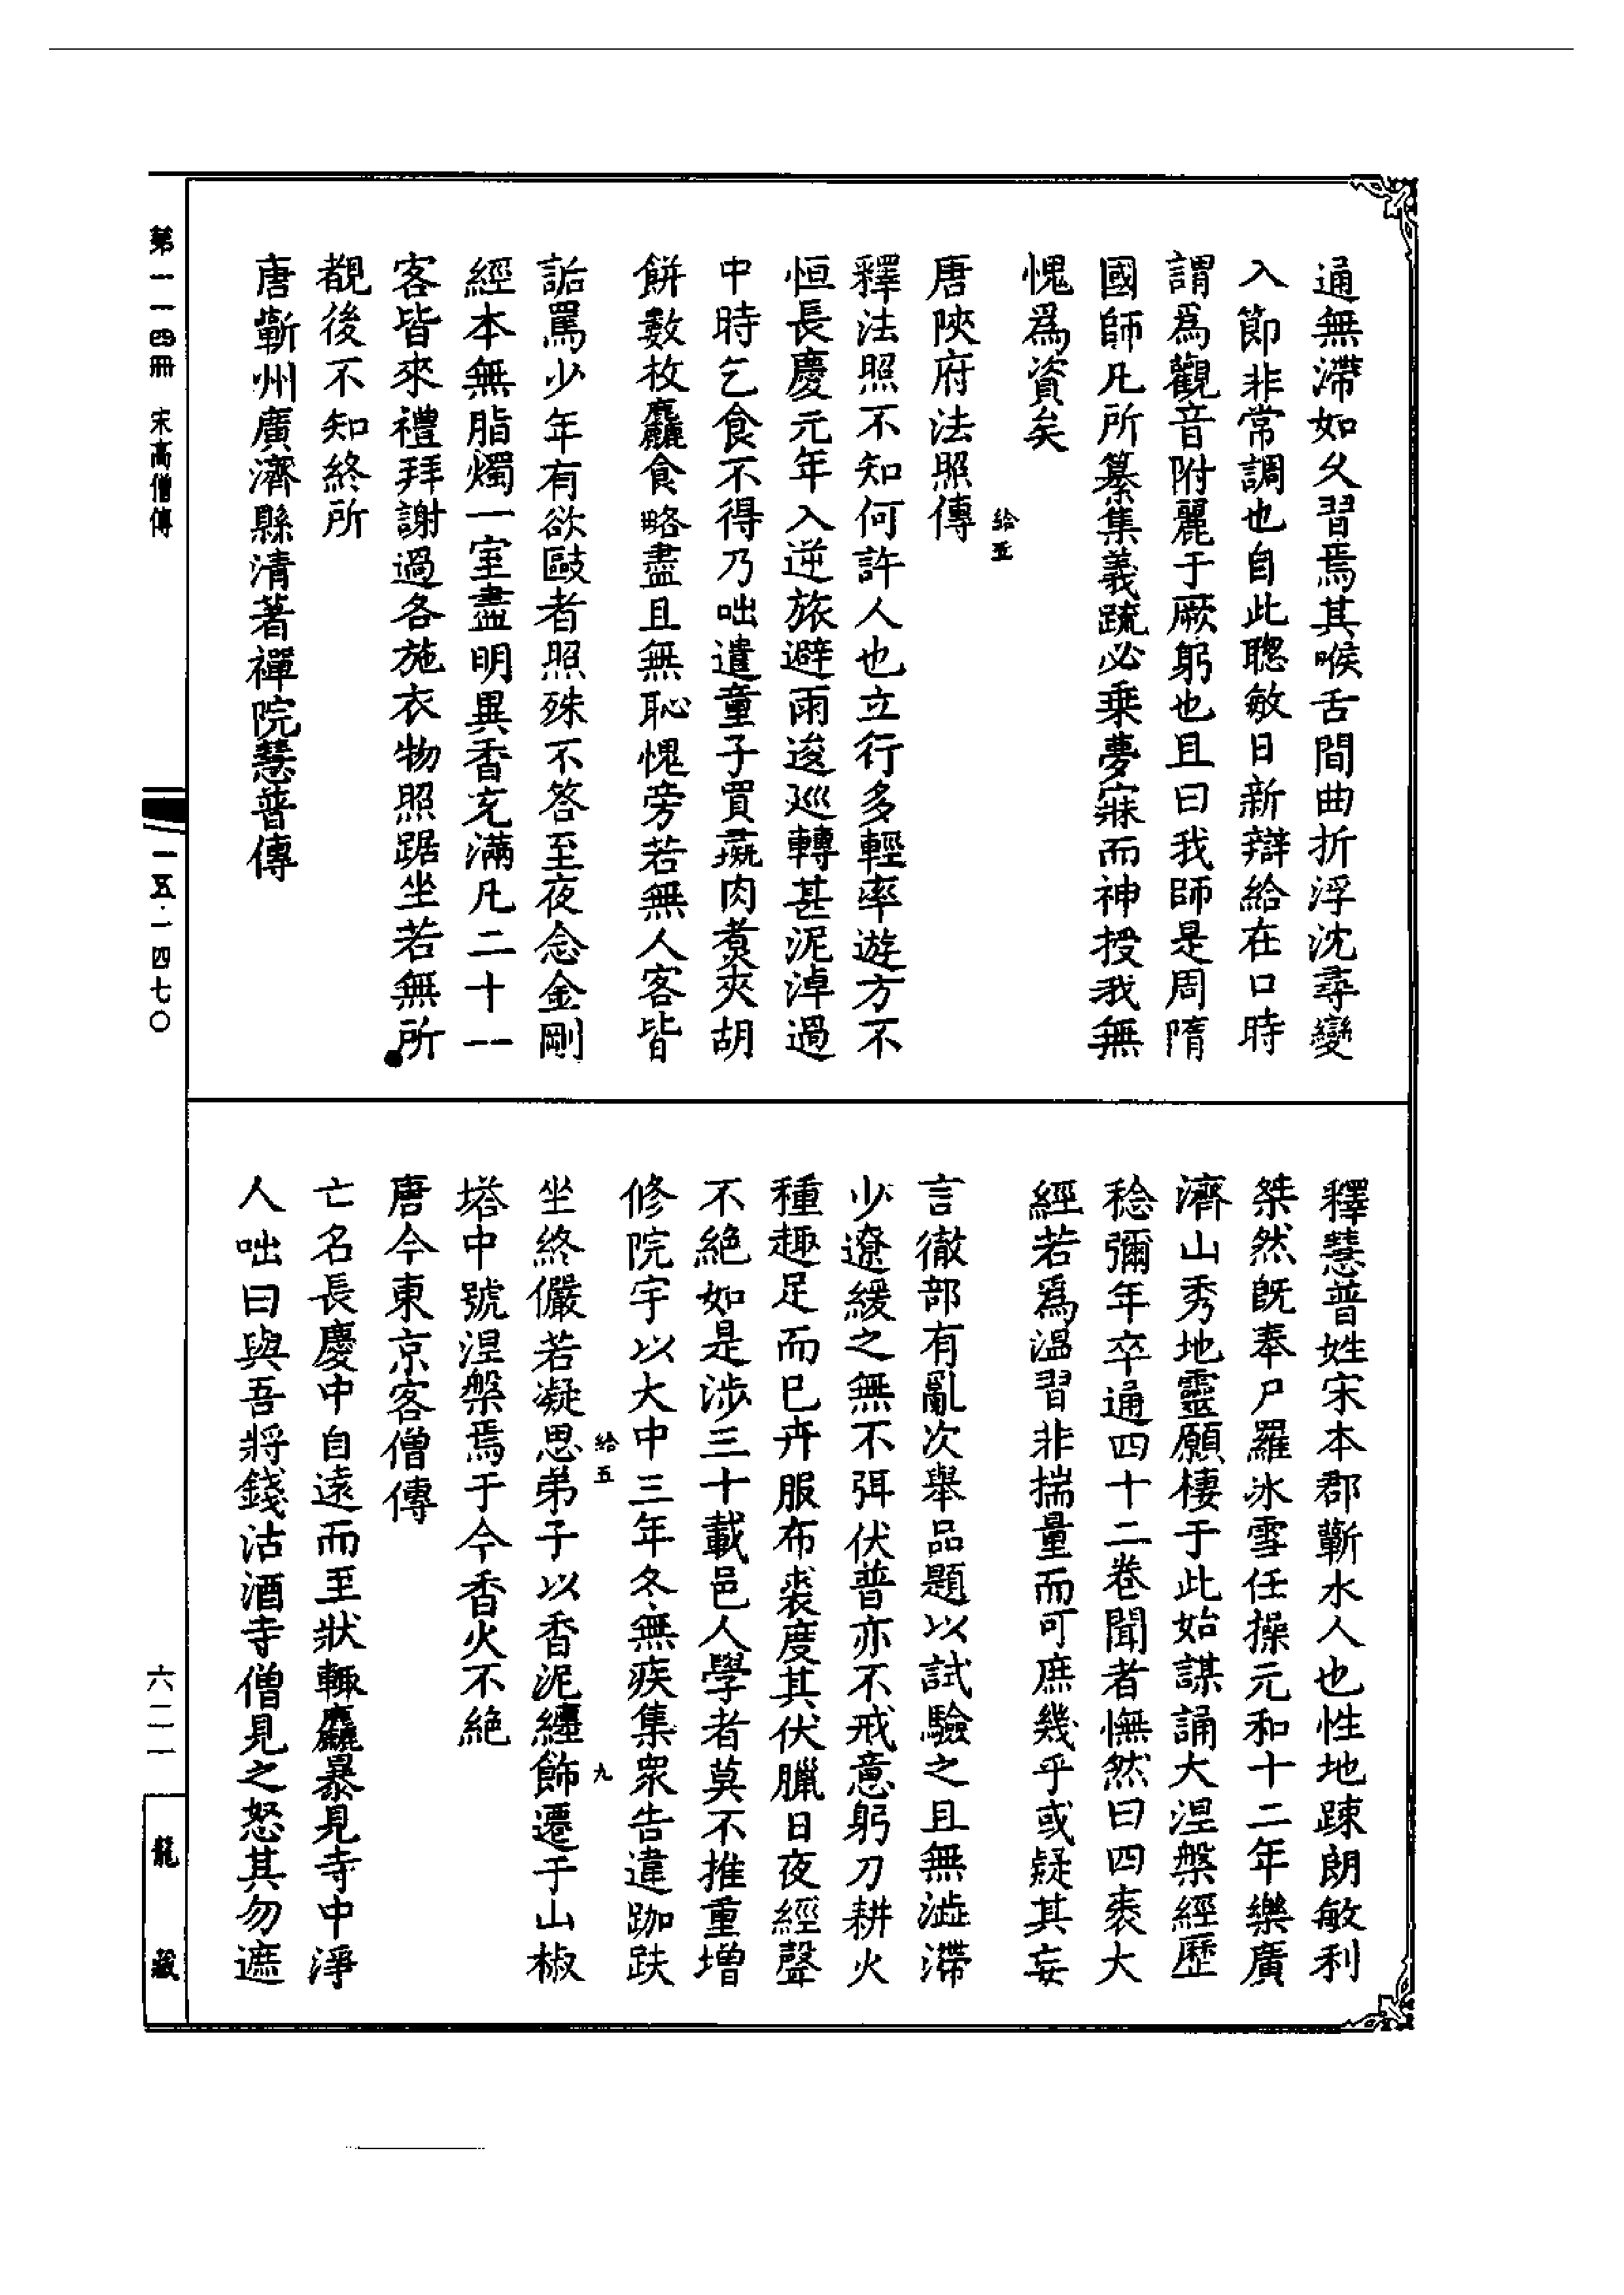 通無滯如久習焉其喉舌間曲折浮沈尋變
入節非常調也自此聰敏日新辯給在口時
謂爲觀音附麗于厥躬也且曰我師是周隋
國師凡所纂集義䟽必乗夢寐而神授我無
愧爲資矣
給五
唐陝府法照傳
釋法照不知何許人也立行多輕率遊方不
恒長慶元年入逆旅避雨逡巡轉甚泥淖過
中時乞食不得乃咄遣童子買彘肉煮夾胡
餅數枚麤食略盡且無恥愧旁若無人客皆
詬罵少年有欲毆者照殊不答至夜念金剛
經本無脂燭一室盡明異香充滿凡二十一
客皆來禮拜謝過各施衣物照踞坐若無所
覩後不知終所
唐蘄州廣濟縣清著禪院慧普傳
釋慧普姓宋本郡蘄水人也性地踈朗敏利
桀然既奉尸羅氷雪任操元和十二年樂廣
濟山秀地靈願棲于此始謀誦大涅槃經歷
稔彌年卒通四十二卷聞者憮然曰四袠大
經若爲温習非揣量而可庶幾乎或疑其妄
言徹部有亂次舉品題以試驗之且無澁滯
少遼緩之無不弭伏普亦不戒意躬刀耕火
種趣足而已卉服布裘度其伏臘日夜經聲
不絶如是涉三十載邑人學者莫不推重增
修院宇以大中三年冬無疾集衆告違跏趺
給五
九
坐終儼若凝思弟子以香泥纏飾遷于山椒
塔中號涅槃焉于今香火不絶
唐今東京客僧傳
亡名長慶中自遠而至狀輒麤暴見寺中淨
人咄曰與吾將錢沽酒寺僧見之怒其勿遮
第一一四冊 宋高僧傳
一五·一四七〇
六二一
龍藏